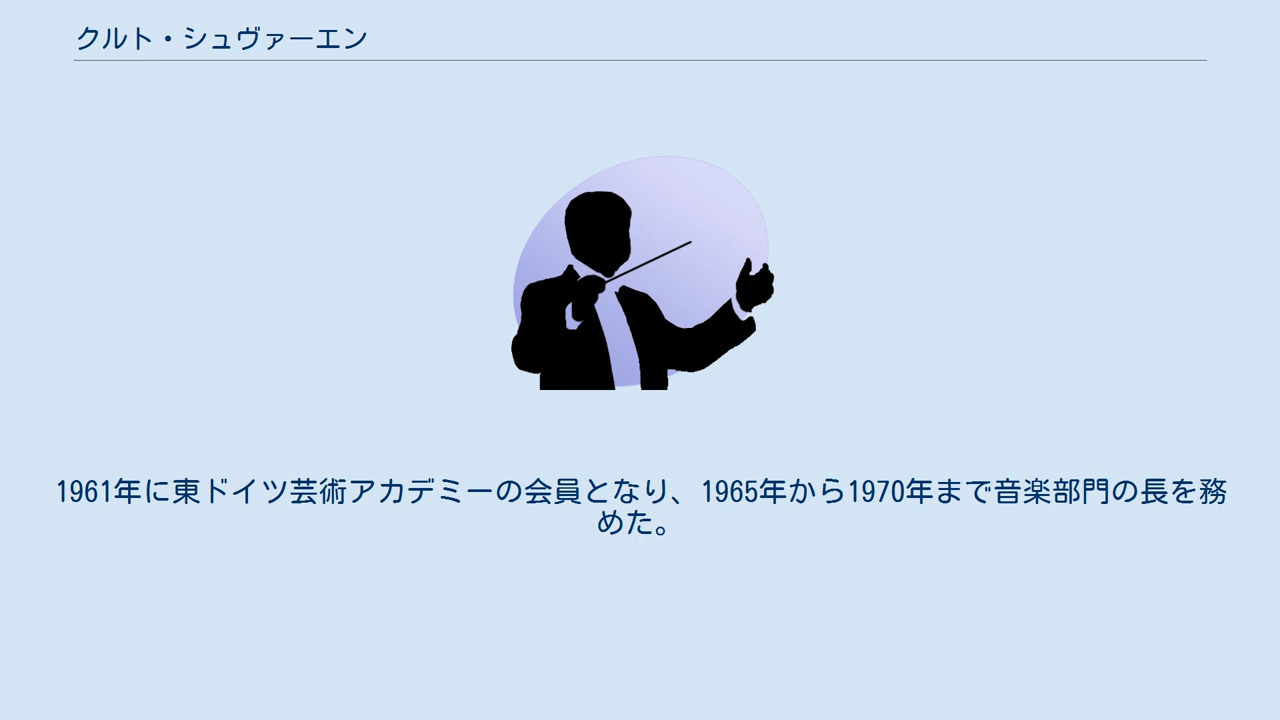 クルト・シュヴァーエン
1961年に東ドイツ芸術アカデミーの会員となり、1965年から1970年まで音楽部門の長を務
めた。